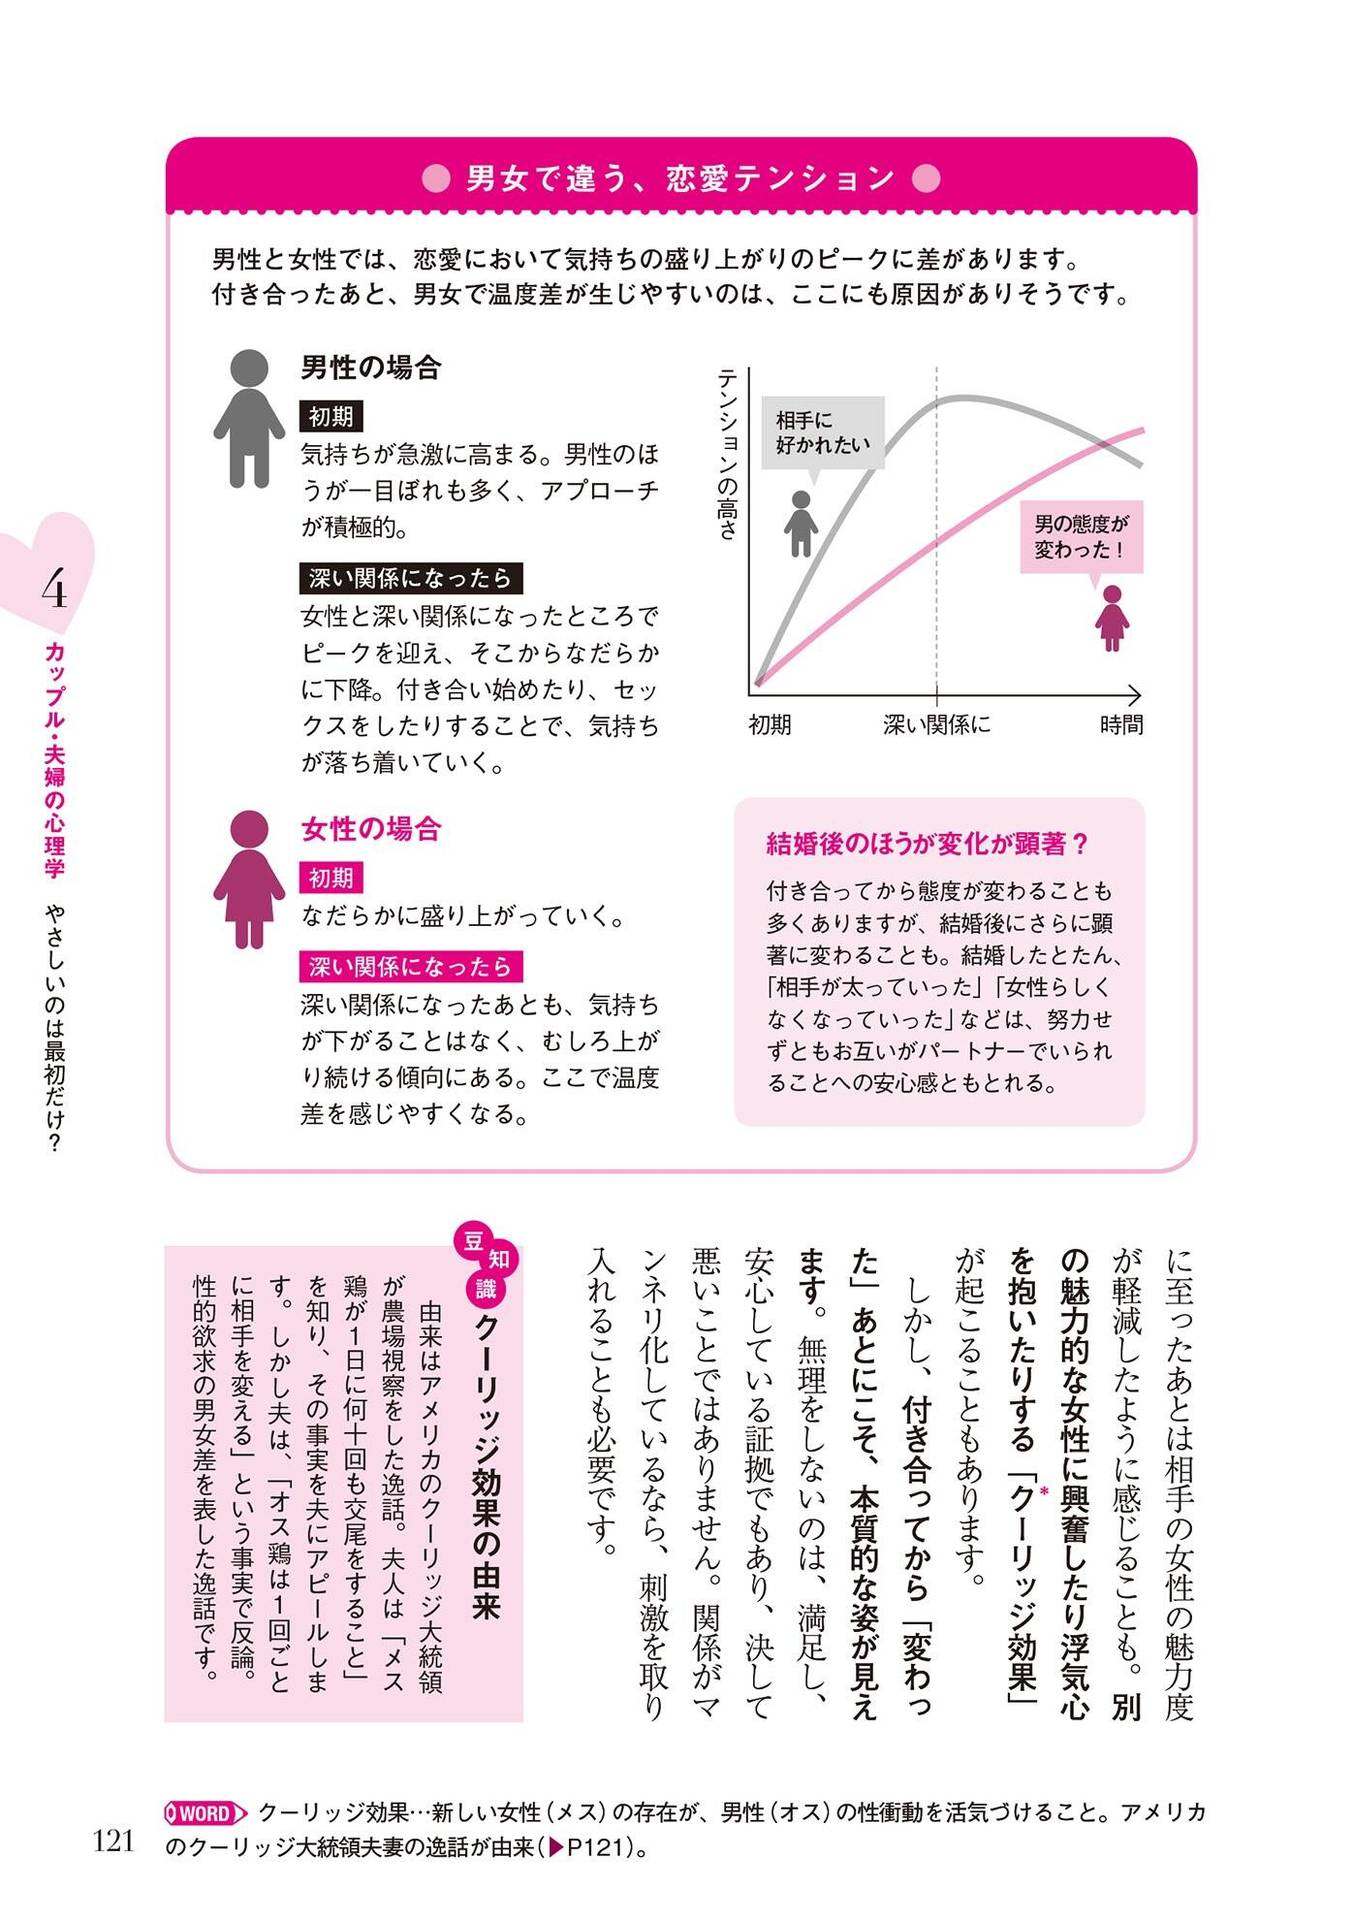 男女で違う、恋愛テンション
男性と女性では、恋愛において気持ちの盛り上がりのピークに差があります。
付き合ったあと、男女で温度差が生じやすいのは、ここにも原因がありそうです。
男性の場合
初期
気持ちが急激に高まる。男性のほ
うが一目ぼれも多く、アプローチ
が積極的。
深い関係になったら
女性と深い関係になったところで
ピークを迎え、そこからなだらか
に下降。付き合い始めたり、セッ
クスをしたりすることで、気持ち
が落ち着いていく。
女性の場合
初期
なだらかに盛り上がっていく。
深い関係になったら
深い関係になったあとも、気持ち
が下がることはなく、むしろ上が
り続ける傾向にある。ここで温度
差を感じやすくなる。
テンションの高さ
相手に
好かれたい
男の態度が
変わった！
初期
深い関係に
時間
結婚後のほうが変化が顕著？
付き合ってから態度が変わることも
多くありますが、結婚後にさらに顕
著に変わることも。結婚したとたん、
「相手が太っていった」「女性らしく
なくなっていった」などは、努力せ
ずともお互いがパートナーでいられ
ることへの安心感ともとれる。
4
カップル・夫婦の心理学　やさしいのは最初だけ？
に至ったあとは相手の女性の魅力度
が軽減したように感じることも。別
の魅力的な女性に興奮したり浮気心
を抱いたりする「クーリッジ効果」
*
が起こることもあります。
しかし、付き合ってから「変わっ
た」あとにこそ、本質的な姿が見え
ます。無理をしないのは、満足し、
安心している証拠でもあり、決して
悪いことではありません。関係がマ
ンネリ化しているなら、刺激を取り
入れることも必要です。
豆知識
クーリッジ効果の由来
由来はアメリカのクーリッジ大統領
が農場視察をした逸話。夫人は「メス
鶏が1日に何十回も交尾をすること」
を知り、その事実を夫にアピールしま
す。しかし夫は、「オス鶏は1回ごと
に相手を変える」という事実で反論。
性的欲求の男女差を表した逸話です。
WORD クーリッジ効果…新しい女性（メス）の存在が、男性（オス）の性衝動を活気づけること。アメリカ
のクーリッジ大統領夫妻の逸話が由来（▶P121）。
121